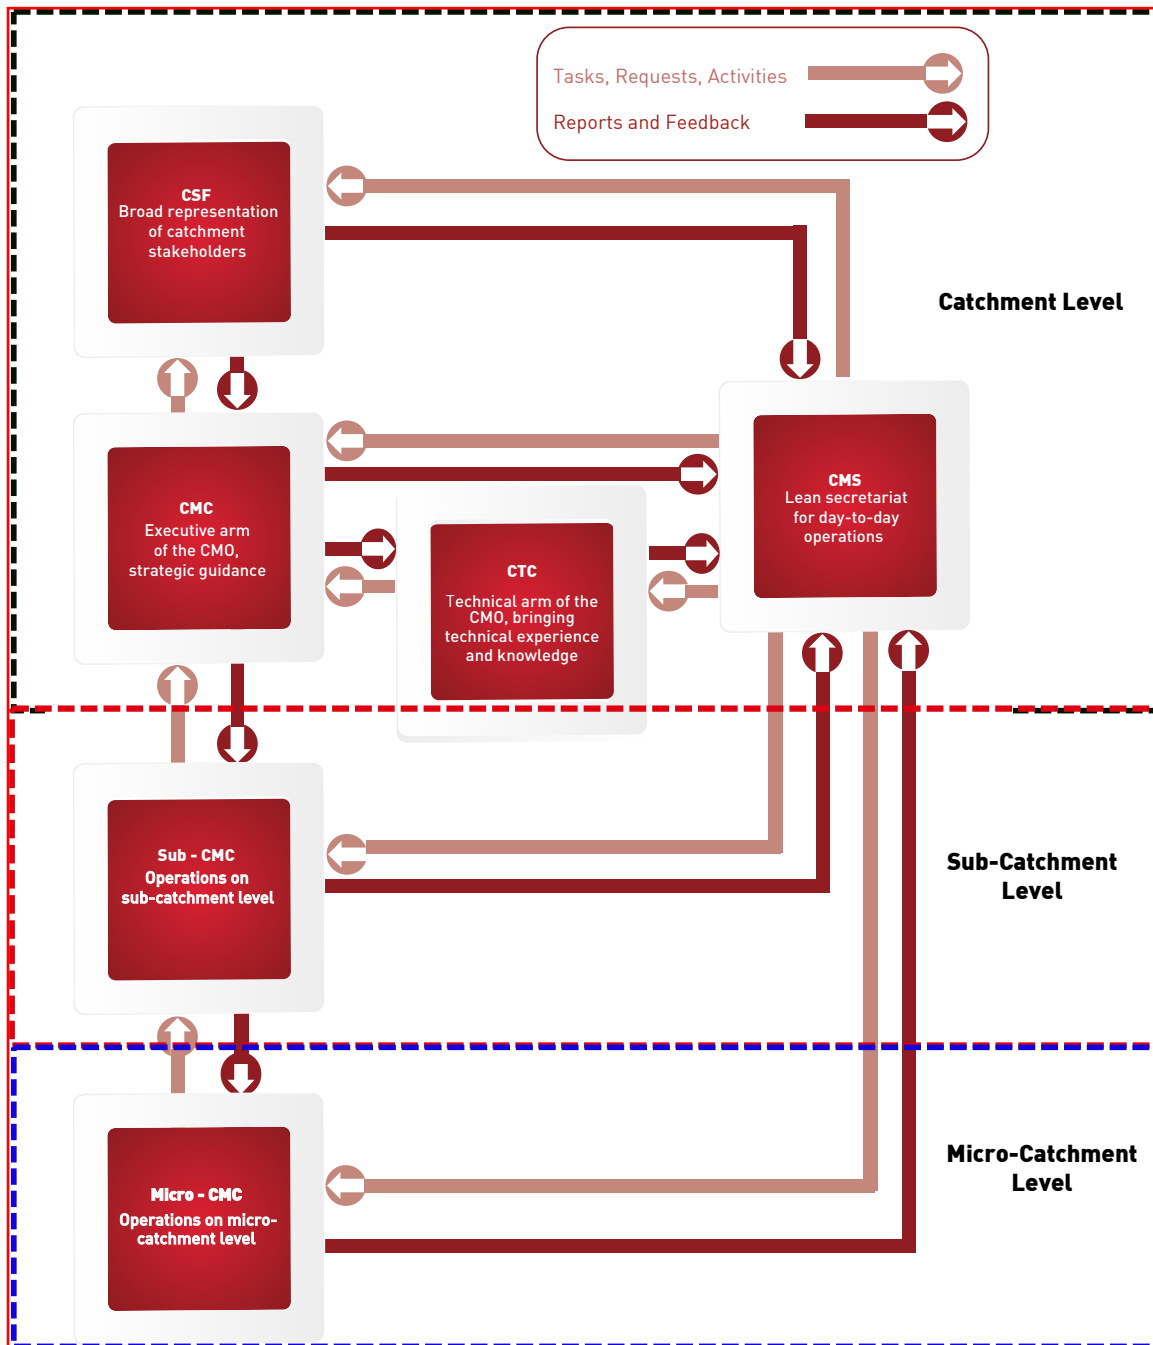 Tasks, Requests, Activities
Reports and Feedback
CSF
Broad representation
of catchment
stakeholders
Catchment Level
CMC
Executive arm
of the CMO,
strategic guidance
CTC
Technical arm of the
CMO, bringing
technical experience
and knowledge
CMS
Lean secretariat
for day-to-day
operations
Sub - CMC
Operations on
sub-catchment level
Sub-Catchment
Level
Micro - CMC
Operations on micro-
catchment level
Micro-Catchment
Level